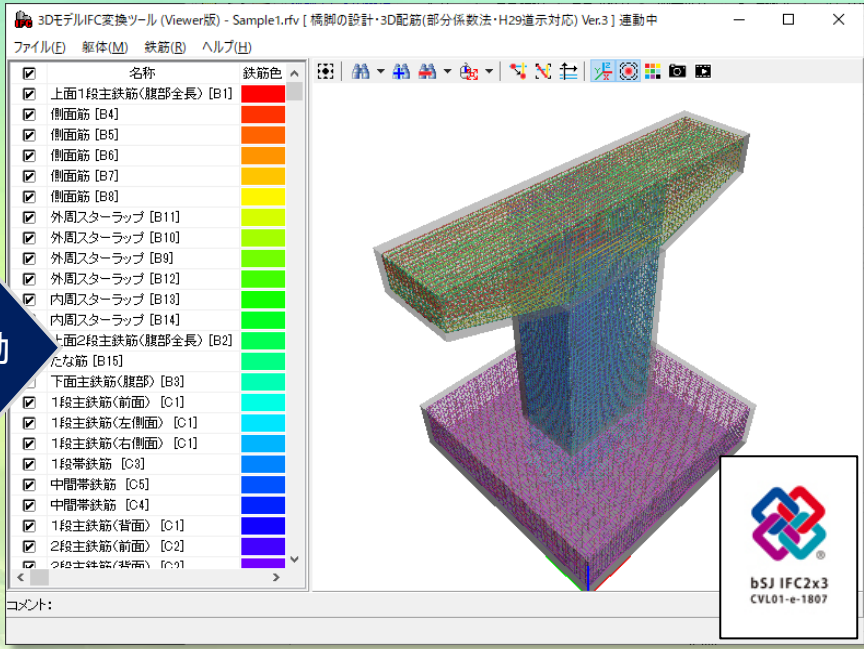 3DモデルIFC変換ツール (Viewer版) - Sample1.rfv [ 橋脚の設計・3D配筋(部分係数法・H29道示対応) Ver.3 ] 連動中
ファイル(F) 躯体(M) 鉄筋(R) ヘルプ(H)
名称 鉄筋色
上面1段主鉄筋(腹部全長) [B1]
側面筋 [B4]
側面筋 [B5]
側面筋 [B6]
側面筋 [B7]
側面筋 [B8]
外周スターラップ [B11]
外周スターラップ [B10]
外周スターラップ [B9]
外周スターラップ [B12]
内周スターラップ [B13]
内周スターラップ [B14]
上面2段主鉄筋(腹部全長) [B2]
たな筋 [B15]
下面主鉄筋(腹部) [B3]
1段主鉄筋(前面) [C1]
1段主鉄筋(左側面) [C1]
1段主鉄筋(右側面) [C1]
1段帯鉄筋 [C3]
中間帯鉄筋 [C5]
中間帯鉄筋 [C4]
1段主鉄筋(背面) [C1]
2段主鉄筋(前面) [C2]
2段主鉄筋(背面) [C2]
コメント:
動
bSJ IFC2x3
CVL01-e-1807